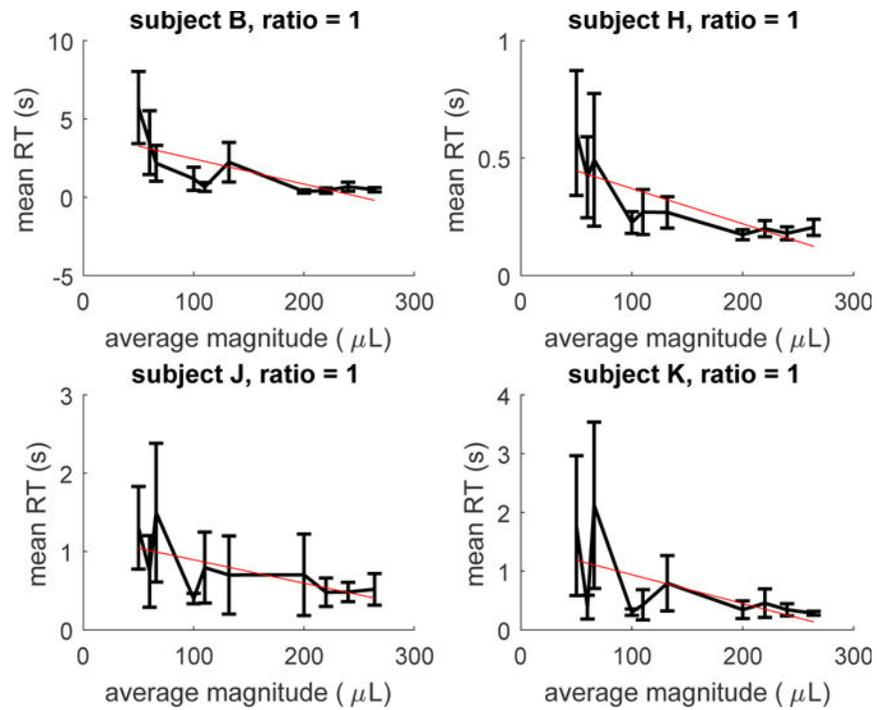 subject B, ratio = 1
10
5
0
-5
mean RT (s)
0 100 200 300
average magnitude ( μL)
subject H, ratio = 1
1
0.5
0
mean RT (s)
0 100 200 300
average magnitude ( μL)
subject J, ratio = 1
3
2
1
0
mean RT (s)
0 100 200 300
average magnitude ( μL)
subject K, ratio = 1
4
3
2
1
0
mean RT (s)
0 100 200 300
average magnitude ( μL)